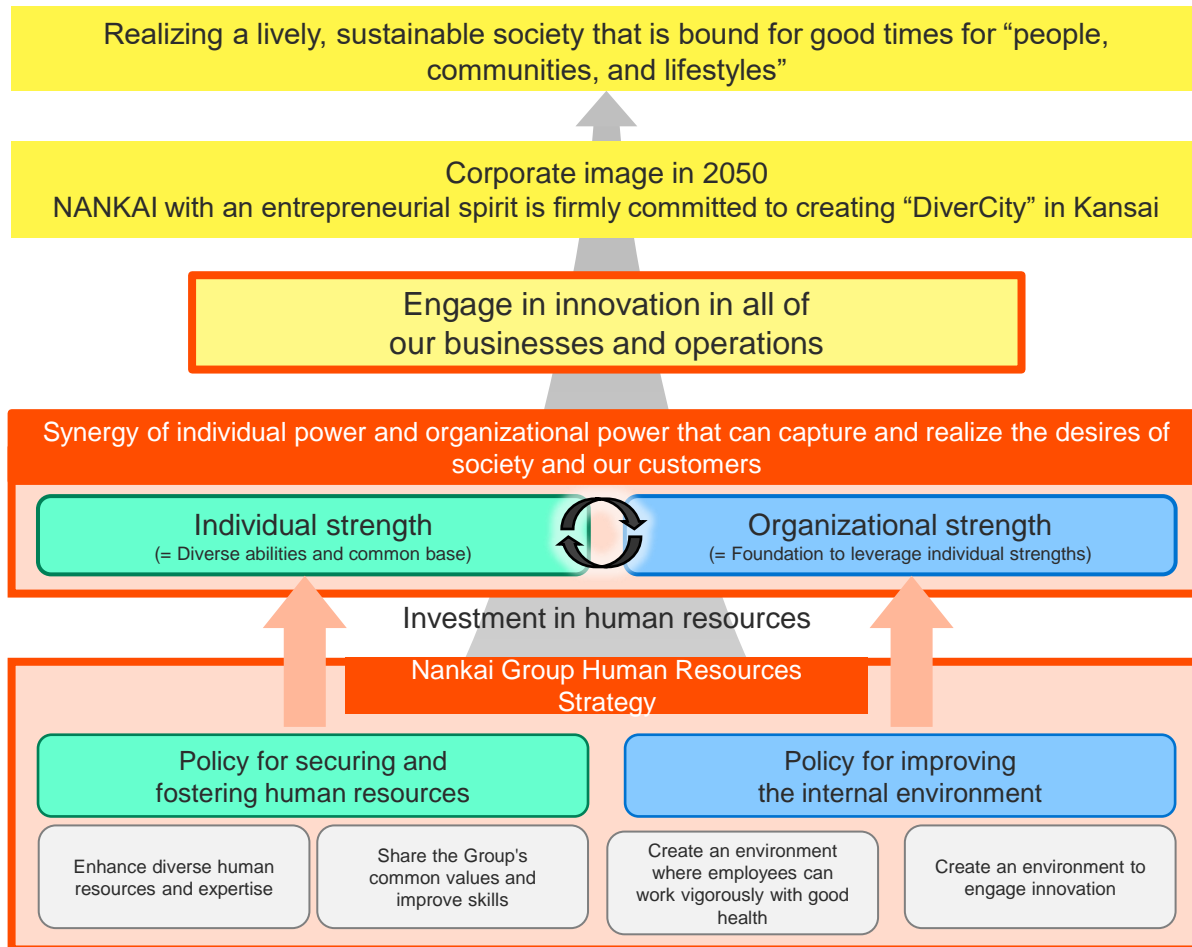 Realizing a lively, sustainable society that is bound for good times for “people,
communities, and lifestyles”
Corporate image in 2050
NANKAI with an entrepreneurial spirit is firmly committed to creating “DiverCity” in Kansai
Engage in innovation in all of
our businesses and operations
Synergy of individual power and organizational power that can capture and realize the desires of
society and our customers
Individual strength
(= Diverse abilities and common base)
Organizational strength
(= Foundation to leverage individual strengths)
Investment in human resources
Nankai Group Human Resources
Strategy
Policy for securing and
fostering human resources
Policy for improving
the internal environment
Enhance diverse human
resources and expertise
Share the Group's
common values and
improve skills
Create an environment
where employees can
work vigorously with good
health
Create an environment to
engage innovation